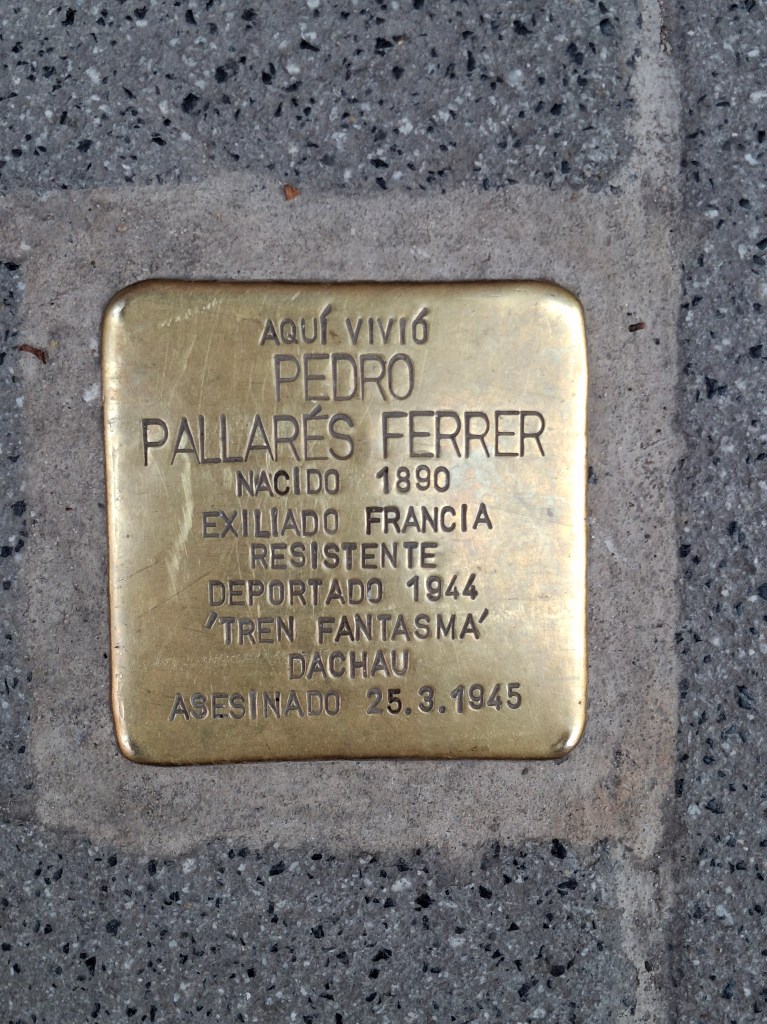 AQUÍ VIVIÓ
PEDRO
PALLARÉS FERRER
NACIDO 1890
EXILIADO FRANCIA
RESISTENTE
DEPORTADO 1944
'TREN FANTASMA'
DACHAU
ASESINADO 25.3.1945